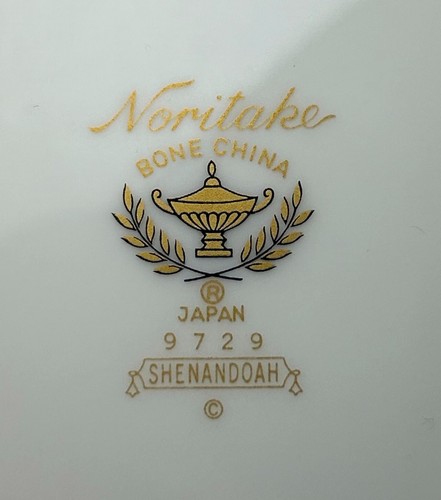 Noritake
BONE CHINA
®
JAPAN
9729
SHENANDOAH
©